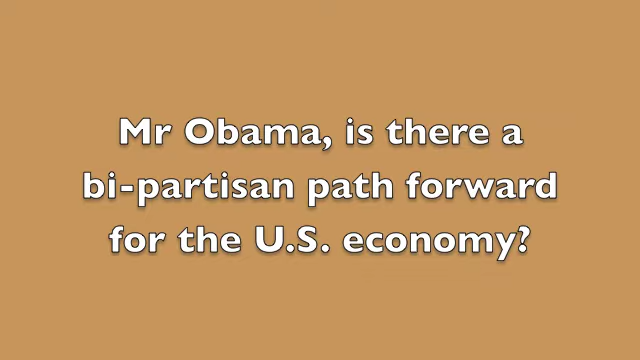 Mr Obama, is there a
bi-partisan path forward
for the U.S. economy?